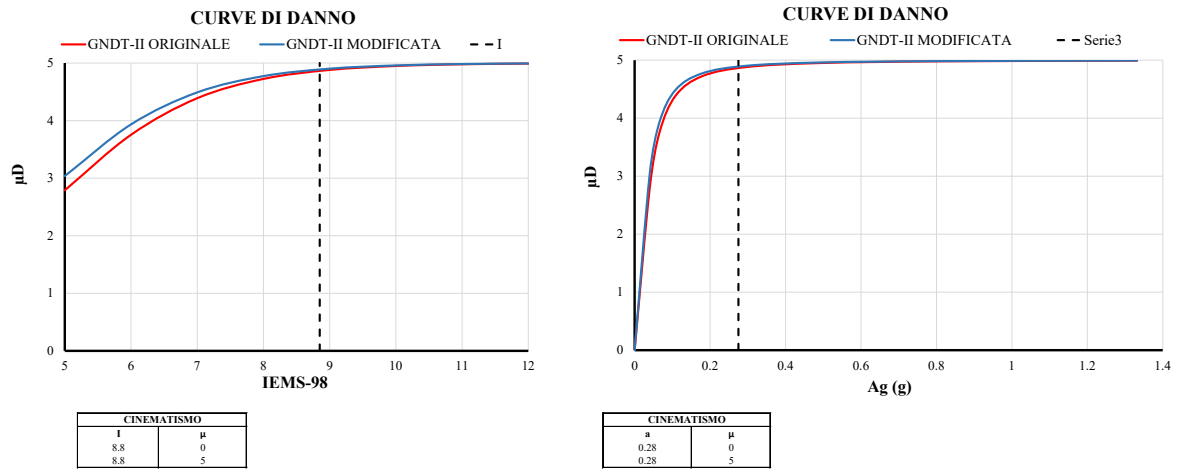 CURVE DI DANNO
GNDT-II ORIGINALE GNDT-II MODIFICATA I
5
4
3
2
1
0
μD
5 6 7 8 9 10 11 12
IEMS-98
CINEMATISMO
I μ
8.8 0
8.8 5
CURVE DI DANNO
GNDT-II ORIGINALE GNDT-II MODIFICATA Serie3
5
4
3
2
1
0
μD
0 0.2 0.4 0.6 0.8 1 1.2 1.4
Ag (g)
CINEMATISMO
a μ
0.28 0
0.28 5